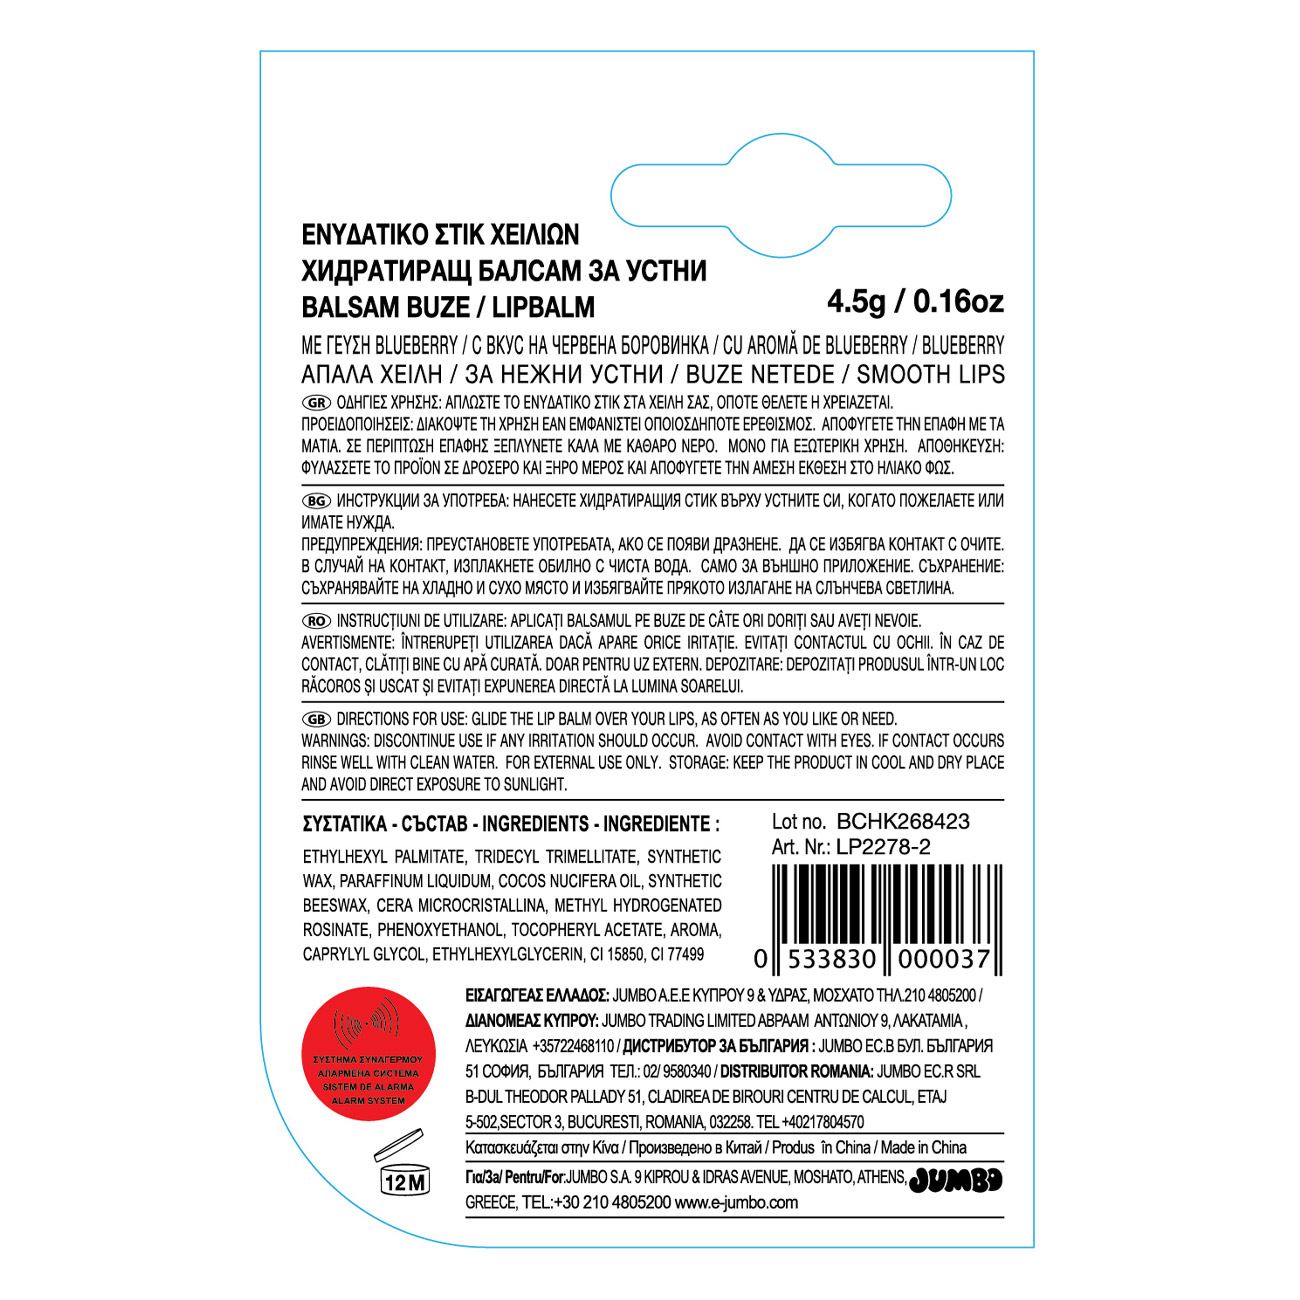 ΕΝΥΔΑΤΙΚΟ ΣΤΙΚ ΧΕΙΛΙΩΝ
ХИДРАТИРАЩ БАЛСАМ ЗА УСТНИ
BALSAM BUZE / LIPBALM
4.5g / 0.16oz
ΜΕ ΓΕΥΣΗ BLUEBERRY / С ВКУС НА ЧЕРВЕНА БОРОВИНКА / CU AROMĂ DE BLUEBERRY / BLUEBERRY
ΑΠΑΛΑ ΧΕΙΛΗ / ЗА НЕЖНИ УСТНИ / BUZE NETEDE / SMOOTH LIPS
GR ΟΔΗΓΙΕΣ ΧΡΗΣΗΣ: ΑΠΛΩΣΤΕ ΤΟ ΕΝΥΔΑΤΙΚΟ ΣΤΙΚ ΣΤΑ ΧΕΙΛΗ ΣΑΣ, ΟΠΟΤΕ ΘΕΛΕΤΕ Η ΧΡΕΙΑΖΕΤΑΙ.
ΠΡΟΕΙΔΟΠΟΙΗΣΕΙΣ: ΔΙΑΚΟΨΤΕ ΤΗ ΧΡΗΣΗ ΕΑΝ ΕΜΦΑΝΙΣΤΕΙ ΟΠΟΙΟΣΔΗΠΟΤΕ ΕΡΕΘΙΣΜΟΣ. ΑΠΟΦΥΓΕΤΕ ΤΗΝ ΕΠΑΦΗ ΜΕ ΤΑ
ΜΑΤΙΑ. ΣΕ ΠΕΡΙΠΤΩΣΗ ΕΠΑΦΗΣ ΞΕΠΛΥΝΕΤΕ ΚΑΛΑ ΜΕ ΚΑΘΑΡΟ ΝΕΡΟ. ΜΟΝΟ ΓΙΑ ΕΞΩΤΕΡΙΚΗ ΧΡΗΣΗ. ΑΠΟΘΗΚΕΥΣΗ:
ΦΥΛΑΣΣΕΤΕ ΤΟ ΠΡΟΪΟΝ ΣΕ ΔΡΟΣΕΡΟ ΚΑΙ ΞΗΡΟ ΜΕΡΟΣ ΚΑΙ ΑΠΟΦΥΓΕΤΕ ΤΗΝ ΑΜΕΣΗ ΕΚΘΕΣΗ ΣΤΟ ΗΛΙΑΚΟ ΦΩΣ.
BG ИНСТРУКЦИИ ЗА УПОТРЕБА: НАНЕСЕТЕ ХИДРАТИРАЩИЯ СТИК ВЪРХУ УСТНИТЕ СИ, КОГАТО ПОЖЕЛАЕТЕ ИЛИ
ИМАТЕ НУЖДА.
ПРЕДУПРЕЖДЕНИЯ: ПРЕУСТАНОВЕТЕ УПОТРЕБАТА, АКО СЕ ПОЯВИ ДРАЗНЕНЕ. ДА СЕ ИЗБЯГВА КОНТАКТ С ОЧИТЕ.
В СЛУЧАЙ НА КОНТАКТ, ИЗПЛАКНЕТЕ ОБИЛНО С ЧИСТА ВОДА. САМО ЗА ВЪНШНО ПРИЛОЖЕНИЕ. СЪХРАНЕНИЕ:
СЪХРАНЯВАЙТЕ НА ХЛАДНО И СУХО МЯСТО И ИЗБЯГВАЙТЕ ПРЯКОТО ИЗЛАГАНЕ НА СЛЪНЧЕВА СВЕТЛИНА.
RO INSTRUCȚIUNI DE UTILIZARE: APLICAȚI BALSAMUL PE BUZE DE CÂTE ORI DORIȚI SAU AVEȚI NEVOIE.
AVERTISMENTE: ÎNTRERUPEȚI UTILIZAREA DACĂ APARE ORICE IRITAȚIE. EVITAȚI CONTACTUL CU OCHII. ÎN CAZ DE
CONTACT, CLĂTIȚI BINE CU APĂ CURATĂ. DOAR PENTRU UZ EXTERN. DEPOZITARE: DEPOZITAȚI PRODUSUL ÎNTR-UN LOC
RĂCOROS ȘI USCAT ȘI EVITAȚI EXPUNEREA DIRECTĂ LA LUMINA SOARELUI.
GB DIRECTIONS FOR USE: GLIDE THE LIP BALM OVER YOUR LIPS, AS OFTEN AS YOU LIKE OR NEED.
WARNINGS: DISCONTINUE USE IF ANY IRRITATION SHOULD OCCUR. AVOID CONTACT WITH EYES. IF CONTACT OCCURS
RINSE WELL WITH CLEAN WATER. FOR EXTERNAL USE ONLY. STORAGE: KEEP THE PRODUCT IN COOL AND DRY PLACE
AND AVOID DIRECT EXPOSURE TO SUNLIGHT.
ΣΥΣΤΑΤΙΚΑ - СЪСТАВ - INGREDIENTS - INGREDIENTE :
ETHYLHEXYL PALMITATE, TRIDECYL TRIMELLITATE, SYNTHETIC
WAX, PARAFFINUM LIQUIDUM, COCOS NUCIFERA OIL, SYNTHETIC
BEESWAX, CERA MICROCRISTALLINA, METHYL HYDROGENATED
ROSINATE, PHENOXYETHANOL, TOCOPHERYL ACETATE, AROMA,
CAPRYLYL GLYCOL, ETHYLHEXYLGLYCERIN, CI 15850, CI 77499
Lot no. BCHK268423
Art. Nr.: LP2278-2
0 533830 000037
ΣΥΣΤΗΜΑ ΣΥΝΑΓΕΡΜΟΥ
АЛАРМЕНА СИСТЕМА
SISTEM DE ALARMA
ALARM SYSTEM
12M
ΕΙΣΑΓΩΓΕΑΣ ΕΛΛΑΔΟΣ: JUMBO Α.Ε.Ε ΚΥΠΡΟΥ 9 & ΥΔΡΑΣ, ΜΟΣΧΑΤΟ ΤΗΛ.210 4805200 /
ΔΙΑΝΟΜΕΑΣ ΚΥΠΡΟΥ: JUMBO TRADING LIMITED ΑΒΡΑΑΜ ΑΝΤΩΝΙΟΥ 9, ΛΑΚΑΤΑΜΙΑ ,
ΛΕΥΚΩΣΙΑ +35722468110 / ДИСТРИБУТОР ЗА БЪЛГАРИЯ : JUMBO EC.B БУЛ. БЪЛГАРИЯ
51 СОФИЯ, БЪЛГАРИЯ ТЕЛ.: 02/ 9580340 / DISTRIBUITOR ROMANIA: JUMBO EC.R SRL
B-DUL THEODOR PALLADY 51, CLADIREA DE BIROURI CENTRU DE CALCUL, ETAJ
5-502,SECTOR 3, BUCURESTI, ROMANIA, 032258. TEL +40217804570
Κατασκευάζεται στην Κίνα / Произведено в Китай / Produs în China / Made in China
Για/За/ Pentru/For:JUMBO S.A. 9 KIPROU & IDRAS AVENUE, MOSHATO, ATHENS, JUMBO
GREECE, TEL.:+30 210 4805200 www.e-jumbo.com